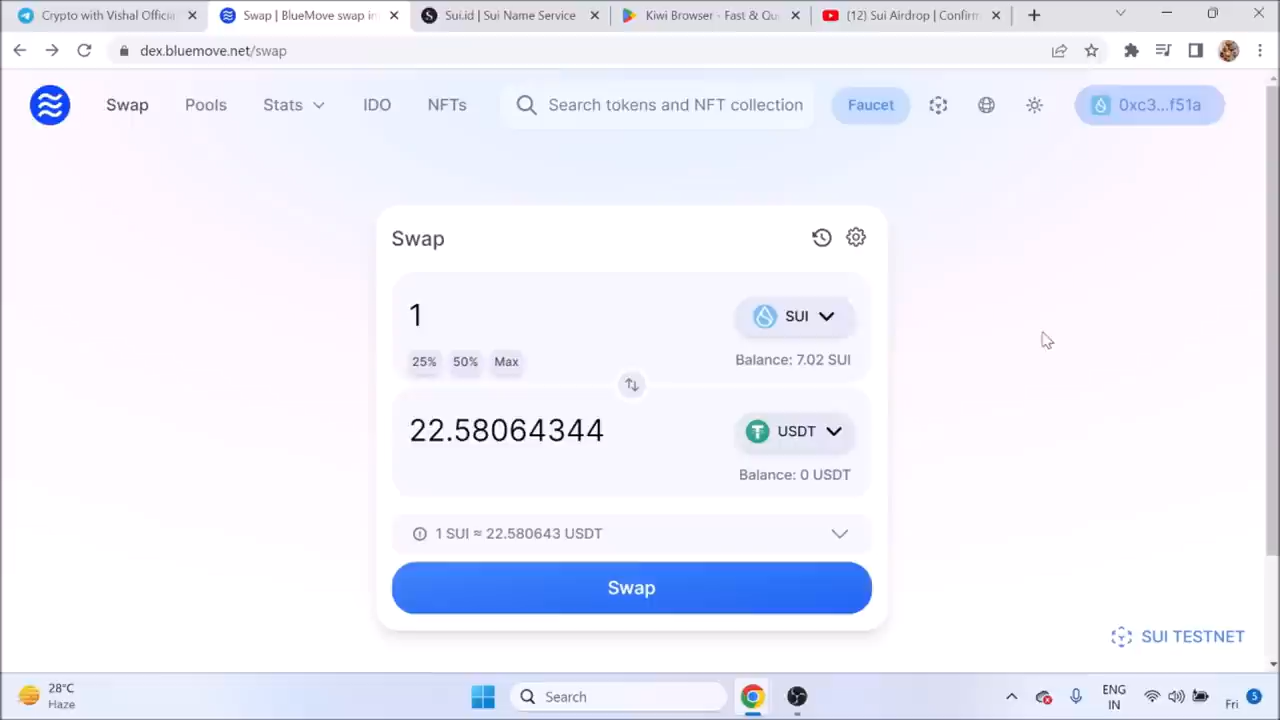 Crypto with Vishal Officia
Swap | BlueMove swap in
Sui.id | Sui Name Service
Kiwi Browser - Fast & Qu
(12) Sui Airdrop | Confirm
dex.bluemove.net/swap
Swap
Pools
Stats
IDO
NFTs
Search tokens and NFT collection
Faucet
0xc3...f51a
Swap
1
SUI
25%
50%
Max
Balance: 7.02 SUI
22.58064344
USDT
Balance: 0 USDT
1 SUI ≈ 22.580643 USDT
Swap
SUI TESTNET
28°C
Haze
Search
ENG
IN
Fri
5